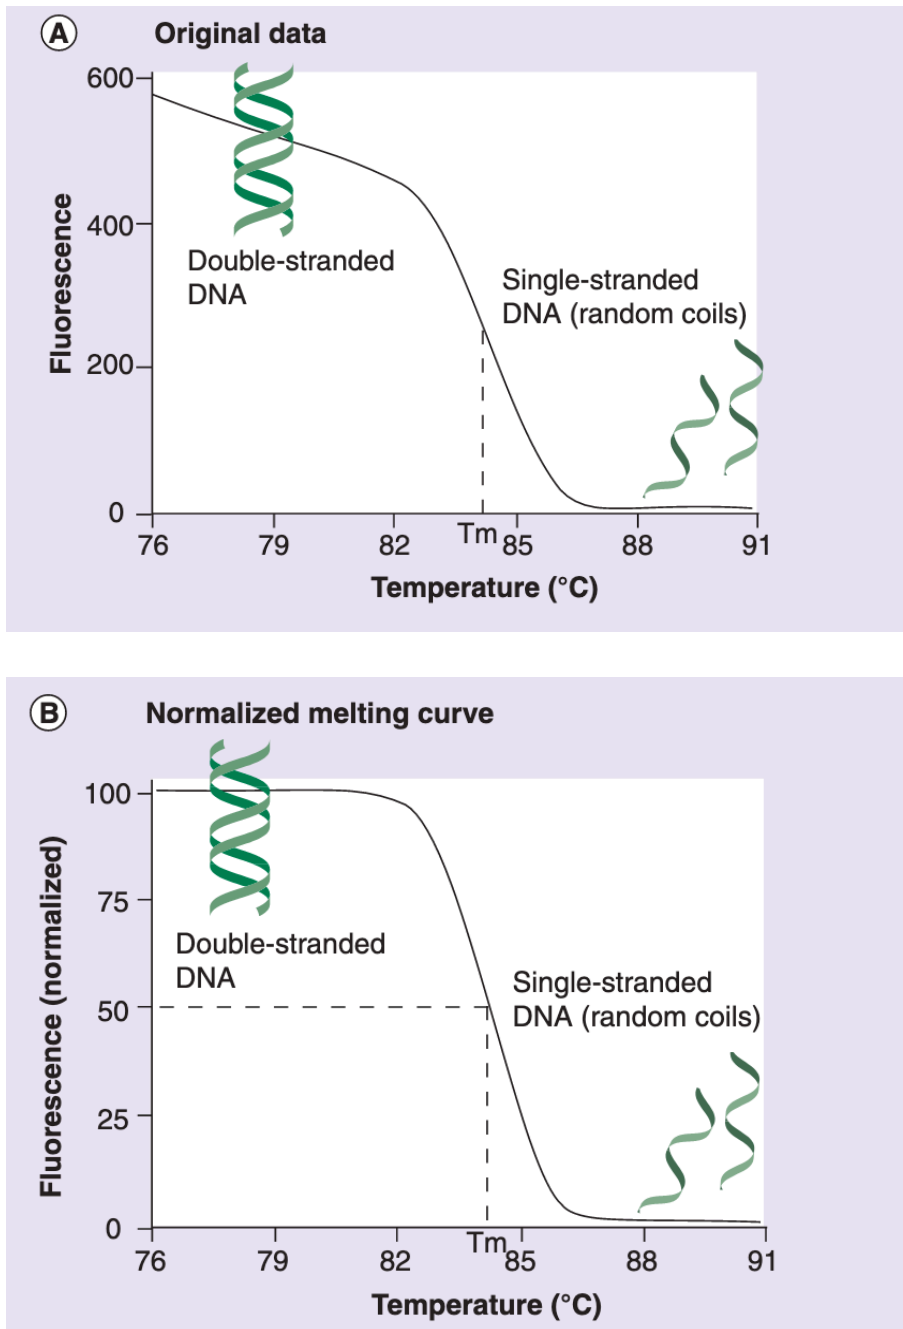 A Original data
600
400
200
0
Fluorescence
Double-stranded
DNA
Single-stranded
DNA (random coils)
Tm
76 79 82 85 88 91
Temperature (°C)
B Normalized melting curve
100
75
50
25
0
Fluorescence (normalized)
Double-stranded
DNA
Single-stranded
DNA (random coils)
Tm
76 79 82 85 88 91
Temperature (°C)